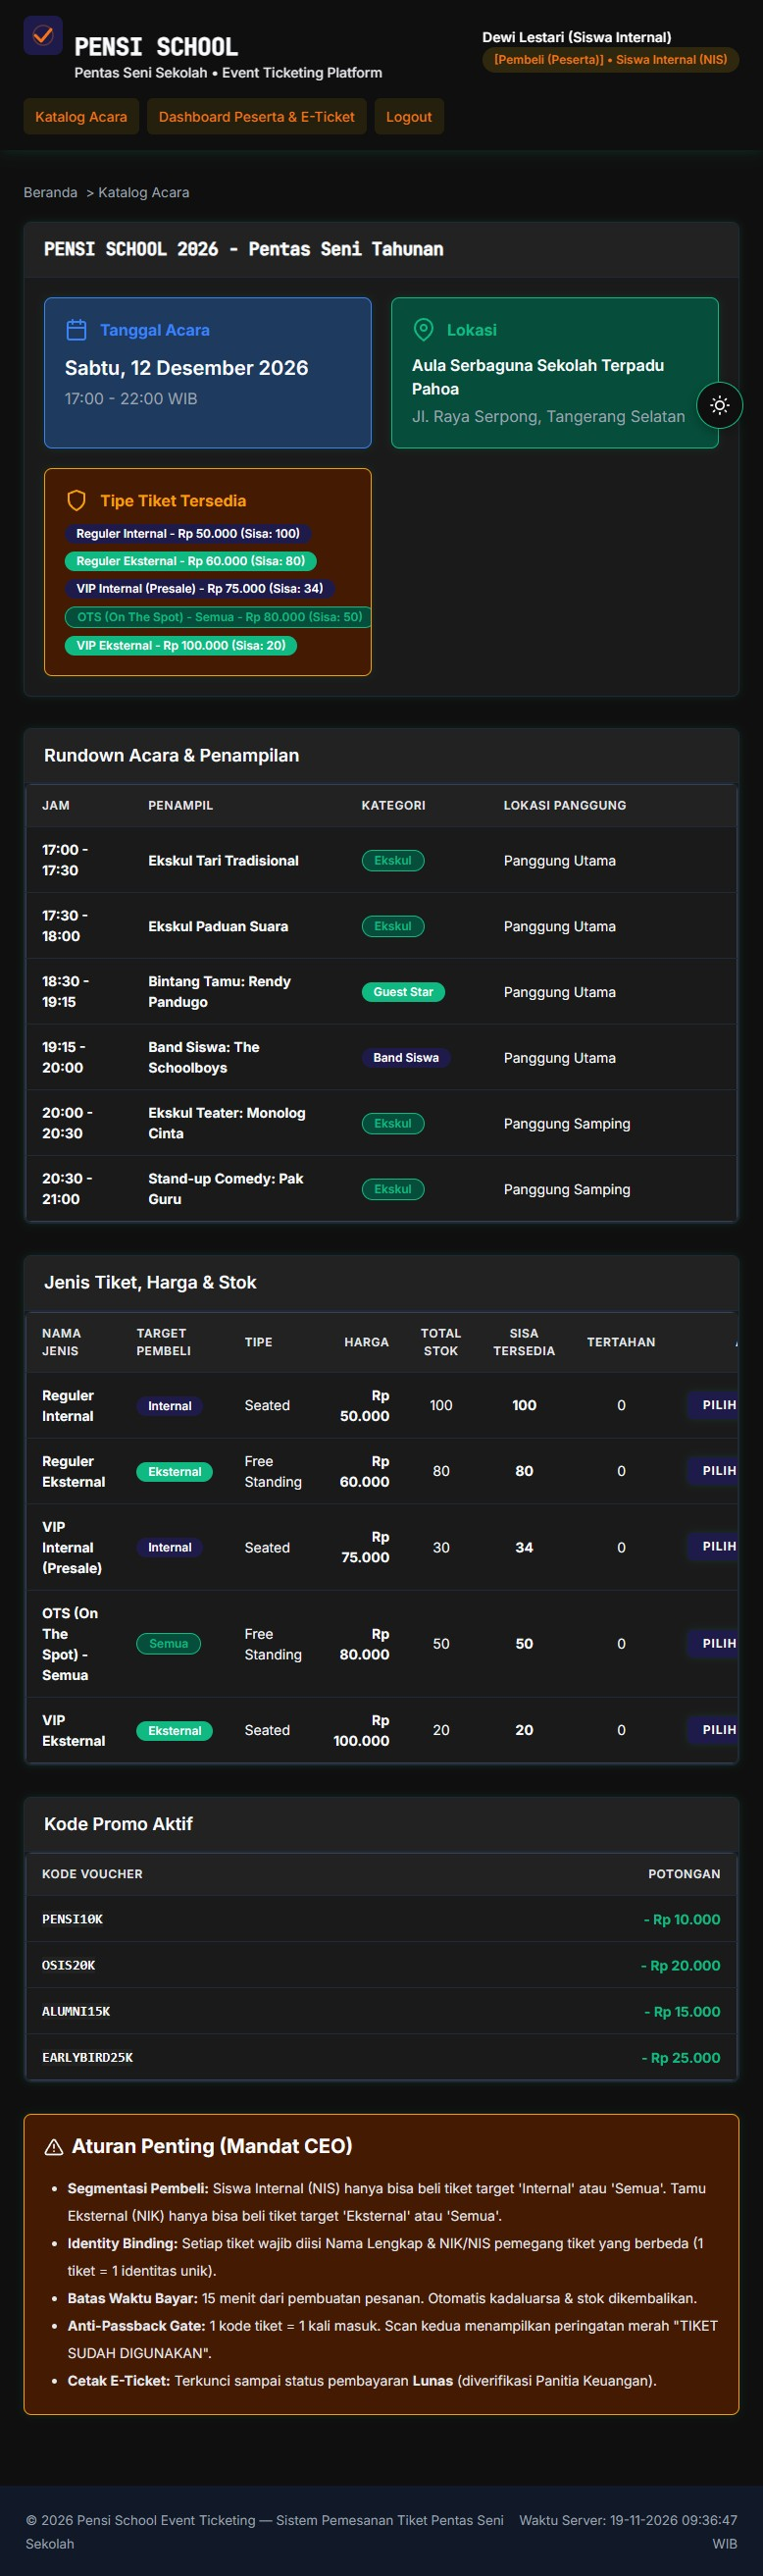 PENSI SCHOOL
Pentas Seni Sekolah • Event Ticketing Platform
Dewi Lestari (Siswa Internal)
[Pembeli (Peserta)] • Siswa Internal (NIS)
Katalog Acara
Dashboard Peserta & E-Ticket
Logout
Beranda > Katalog Acara
PENSI SCHOOL 2026 - Pentas Seni Tahunan
Tanggal Acara
Sabtu, 12 Desember 2026
17:00 - 22:00 WIB
Lokasi
Aula Serbaguna Sekolah Terpadu
Pahoa
Jl. Raya Serpong, Tangerang Selatan
Tipe Tiket Tersedia
Reguler Internal - Rp 50.000 (Sisa: 100)
Reguler Eksternal - Rp 60.000 (Sisa: 80)
VIP Internal (Presale) - Rp 75.000 (Sisa: 34)
OTS (On The Spot) - Semua - Rp 80.000 (Sisa: 50)
VIP Eksternal - Rp 100.000 (Sisa: 20)
Rundown Acara & Penampilan
JAM PENAMPIL KATEGORI LOKASI PANGGUNG
17:00 -
17:30
Ekskul Tari Tradisional Ekskul Panggung Utama
17:30 -
18:00
Ekskul Paduan Suara Ekskul Panggung Utama
18:30 -
19:15
Bintang Tamu: Rendy
Pandugo
Guest Star Panggung Utama
19:15 -
20:00
Band Siswa: The
Schoolboys
Band Siswa Panggung Utama
20:00 -
20:30
Ekskul Teater: Monolog
Cinta
Ekskul Panggung Samping
20:30 -
21:00
Stand-up Comedy: Pak
Guru
Ekskul Panggung Samping
Jenis Tiket, Harga & Stok
NAMA
JENIS
TARGET
PEMBELI
TIPE
HARGA
TOTAL
STOK
SISA
TERSEDIA
TERTAHAN
Reguler
Internal
Internal
Seated
Rp
50.000
100
100
0
PILIH
Reguler
Eksternal
Eksternal
Free
Standing
Rp
60.000
80
80
0
PILIH
VIP
Internal
(Presale)
Internal
Seated
Rp
75.000
30
34
0
PILIH
OTS (On
The
Spot) -
Semua
Semua
Free
Standing
Rp
80.000
50
50
0
PILIH
VIP
Eksternal
Eksternal
Seated
Rp
100.000
20
20
0
PILIH
Kode Promo Aktif
KODE VOUCHER POTONGAN
PENSI10K - Rp 10.000
OSIS20K - Rp 20.000
ALUMNI15K - Rp 15.000
EARLYBIRD25K - Rp 25.000
Aturan Penting (Mandat CEO)
• Segmentasi Pembeli: Siswa Internal (NIS) hanya bisa beli tiket target 'Internal' atau 'Semua'. Tamu
Eksternal (NIK) hanya bisa beli tiket target 'Eksternal' atau 'Semua'.
• Identity Binding: Setiap tiket wajib diisi Nama Lengkap & NIK/NIS pemegang tiket yang berbeda (1
tiket = 1 identitas unik).
• Batas Waktu Bayar: 15 menit dari pembuatan pesanan. Otomatis kadaluarsa & stok dikembalikan.
• Anti-Passback Gate: 1 kode tiket = 1 kali masuk. Scan kedua menampilkan peringatan merah "TIKET
SUDAH DIGUNAKAN".
• Cetak E-Ticket: Terkunci sampai status pembayaran Lunas (diverifikasi Panitia Keuangan).
© 2026 Pensi School Event Ticketing — Sistem Pemesanan Tiket Pentas Seni
Sekolah
Waktu Server: 19-11-2026 09:36:47
WIB